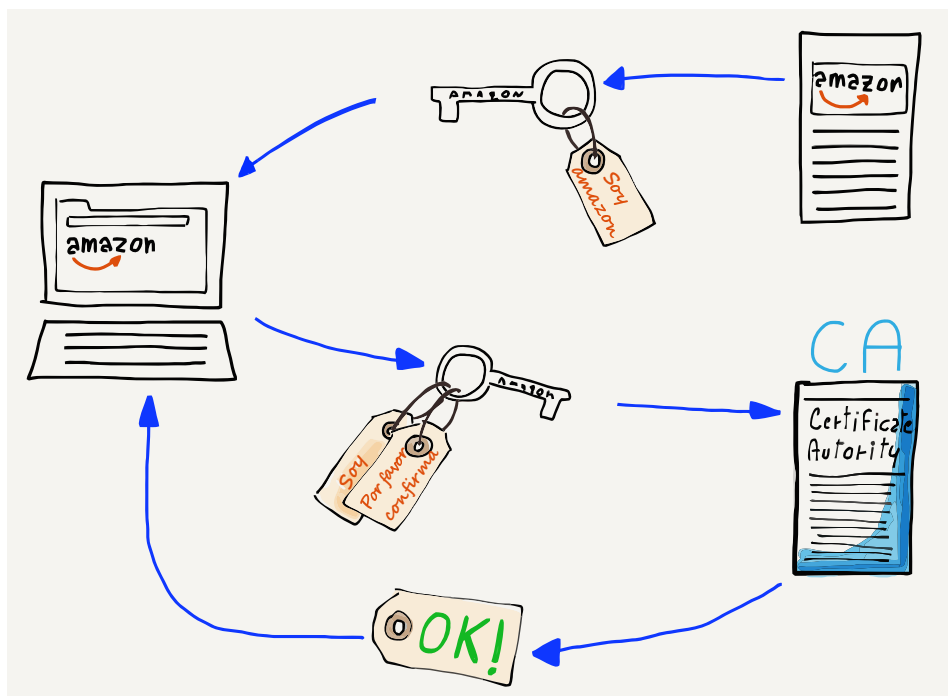 amazon
AMAZON
Soy
amazon
amazon
CA
Certificate
Autority
amazon
Soy
Por favor
confirma
OK!